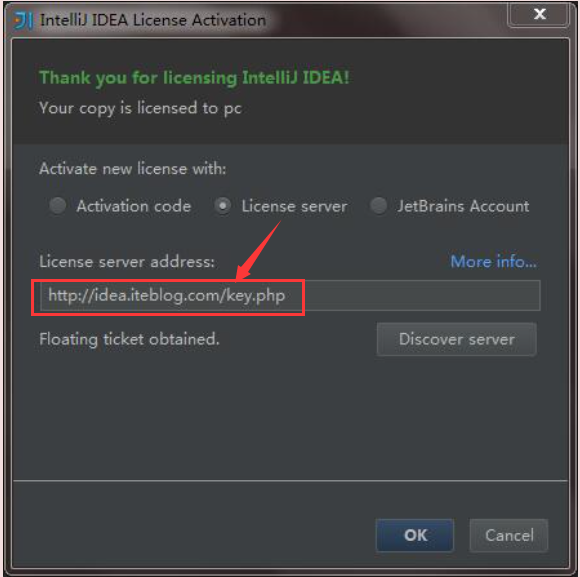 IntelliJ IDEA License Activation
Thank you for licensing IntelliJ IDEA!
Your copy is licensed to pc
Activate new license with:
Activation code License server JetBrains Account
License server address: More info...
http://idea.iteblog.com/key.php
Floating ticket obtained. Discover server
OK Cancel